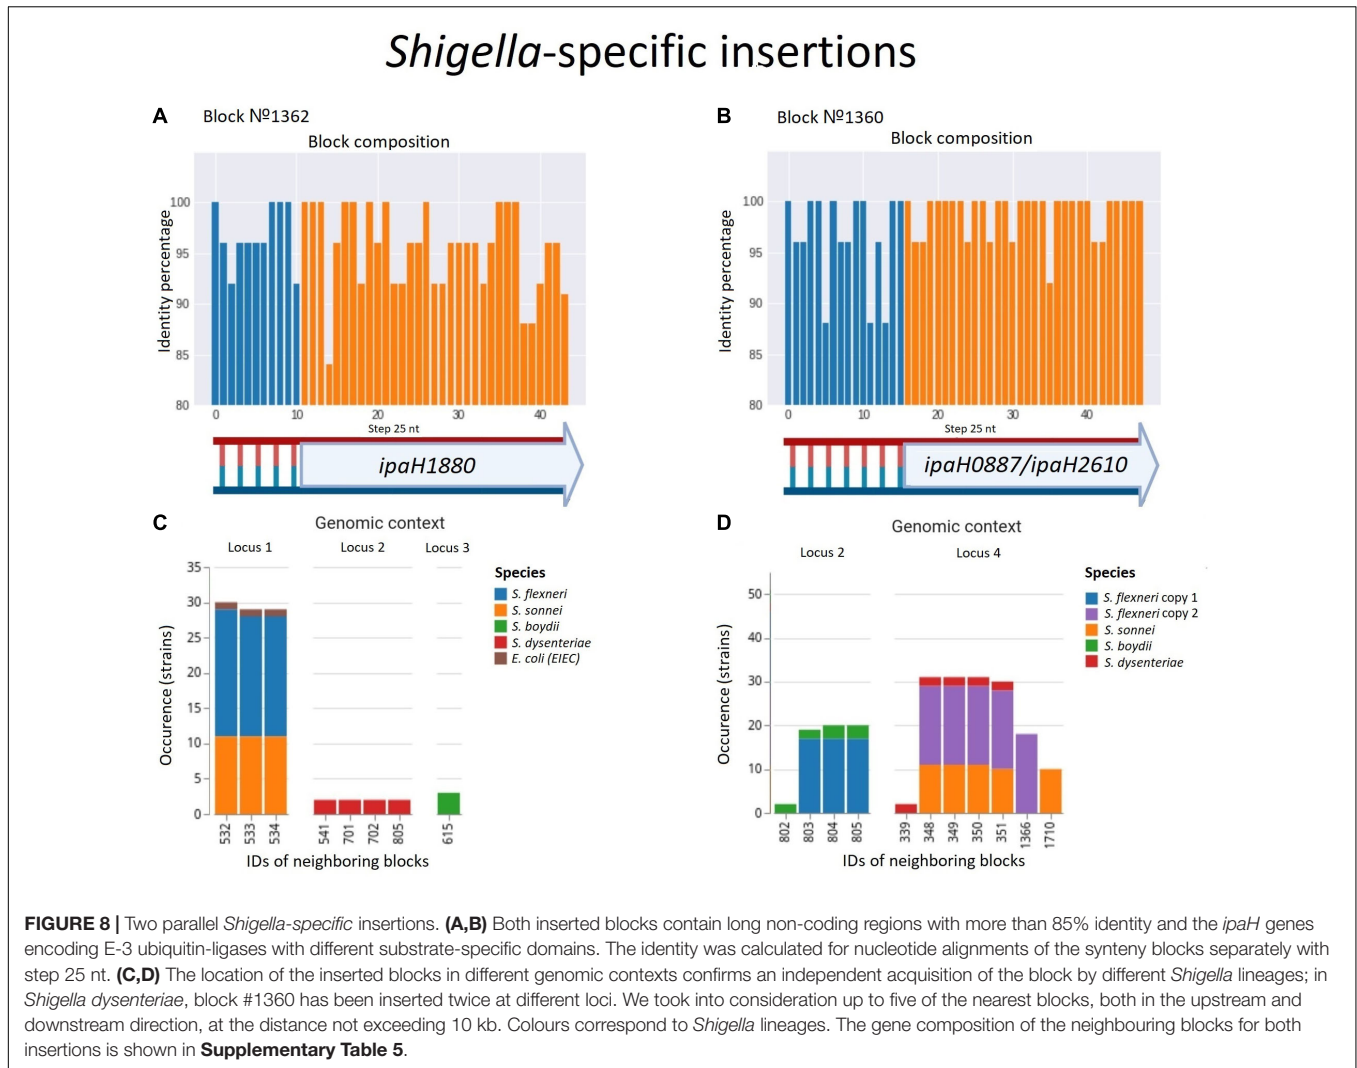 Shigella-specific insertions
A Block №1362
Block composition
Identity percentage
100
95
90
85
80
0 10 20 30 40
Step 25 nt
ipaH1880
B Block №1360
Block composition
Identity percentage
100
95
90
85
80
0 10 20 30 40
Step 25 nt
ipaH0887/ipaH2610
C Genomic context
Locus 1 Locus 2 Locus 3
Occurence (strains)
35
30
25
20
15
10
5
0
532 533 534 541 701 702 805 615
IDs of neighboring blocks
Species
S. flexneri
S. sonnei
S. boydii
S. dysenteriae
E. coli (EIEC)
D Genomic context
Locus 2 Locus 4
Occurence (strains)
50
40
30
20
10
0
802 803 804 805 339 348 349 350 351 1366 1710
IDs of neighboring blocks
Species
S. flexneri copy 1
S. flexneri copy 2
S. sonnei
S. boydii
S. dysenteriae
FIGURE 8 | Two parallel Shigella-specific insertions. (A,B) Both inserted blocks contain long non-coding regions with more than 85% identity and the ipaH genes
encoding E-3 ubiquitin-ligases with different substrate-specific domains. The identity was calculated for nucleotide alignments of the synteny blocks separately with
step 25 nt. (C,D) The location of the inserted blocks in different genomic contexts confirms an independent acquisition of the block by different Shigella lineages; in
Shigella dysenteriae, block #1360 has been inserted twice at different loci. We took into consideration up to five of the nearest blocks, both in the upstream and
downstream direction, at the distance not exceeding 10 kb. Colours correspond to Shigella lineages. The gene composition of the neighbouring blocks for both
insertions is shown in Supplementary Table 5.